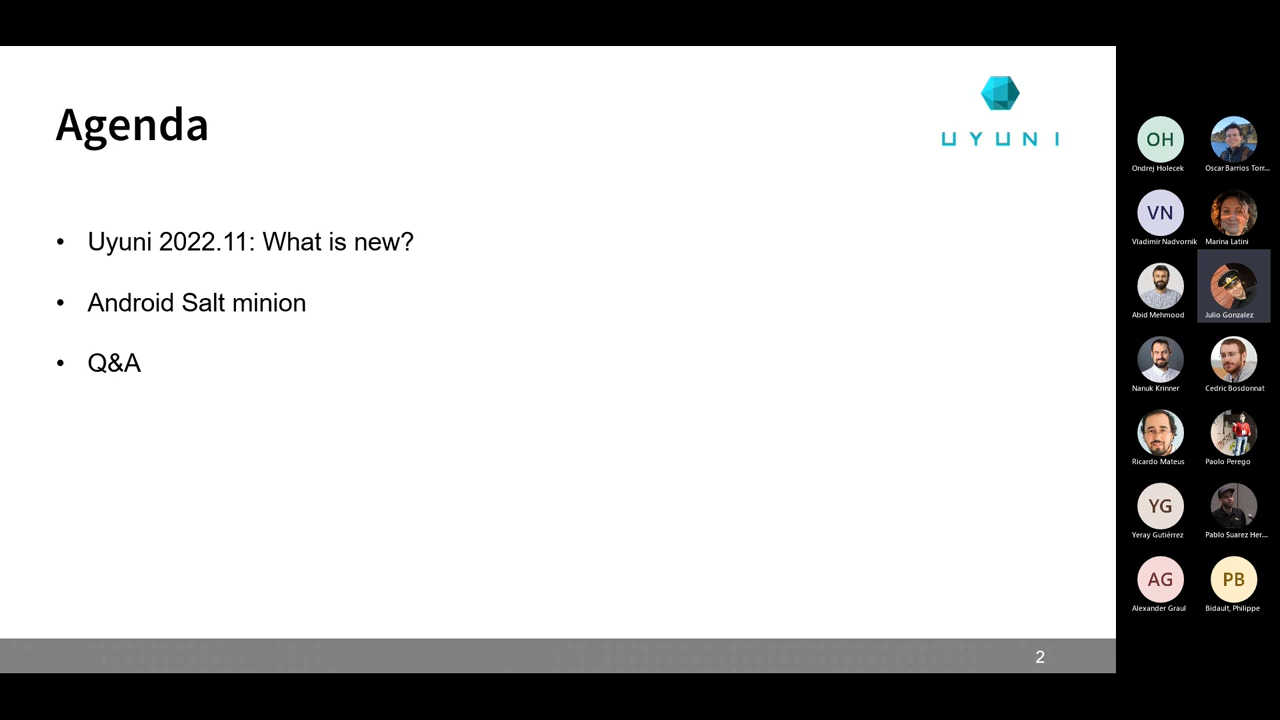 Agenda
UYUNI
• Uyuni 2022.11: What is new?
• Android Salt minion
• Q&A
2
OH
Ondrej Holecek
Oscar Barrios Torr...
VN
Vladimir Nadvornik
Marina Latini
Abid Mehmood
Julio Gonzalez
Nanuk Krinner
Cedric Bosdonnat
Ricardo Mateus
Paolo Perego
YG
Yeray Gutiérrez
Pablo Suarez Her...
AG
Alexander Graul
PB
Bidault, Philippe